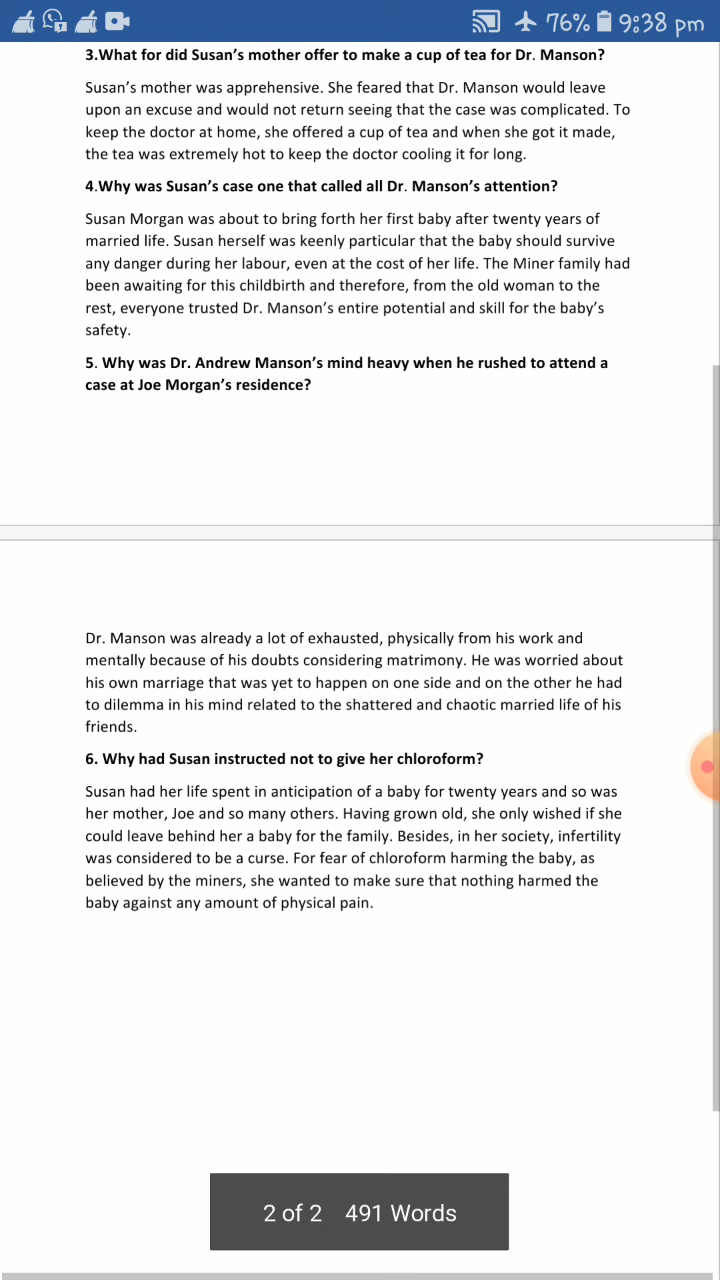 76% 9:38 pm
3.What for did Susan's mother offer to make a cup of tea for Dr. Manson?
Susan's mother was apprehensive. She feared that Dr. Manson would leave
upon an excuse and would not return seeing that the case was complicated. To
keep the doctor at home, she offered a cup of tea and when she got it made,
the tea was extremely hot to keep the doctor cooling it for long.
4.Why was Susan's case one that called all Dr. Manson's attention?
Susan Morgan was about to bring forth her first baby after twenty years of
married life. Susan herself was keenly particular that the baby should survive
any danger during her labour, even at the cost of her life. The Miner family had
been awaiting for this childbirth and therefore, from the old woman to the
rest, everyone trusted Dr. Manson's entire potential and skill for the baby's
safety.
5. Why was Dr. Andrew Manson's mind heavy when he rushed to attend a
case at Joe Morgan's residence?
Dr. Manson was already a lot of exhausted, physically from his work and
mentally because of his doubts considering matrimony. He was worried about
his own marriage that was yet to happen on one side and on the other he had
to dilemma in his mind related to the shattered and chaotic married life of his
friends.
6. Why had Susan instructed not to give her chloroform?
Susan had her life spent in anticipation of a baby for twenty years and so was
her mother, Joe and so many others. Having grown old, she only wished if she
could leave behind her a baby for the family. Besides, in her society, infertility
was considered to be a curse. For fear of chloroform harming the baby, as
believed by the miners, she wanted to make sure that nothing harmed the
baby against any amount of physical pain.
2 of 2 491 Words